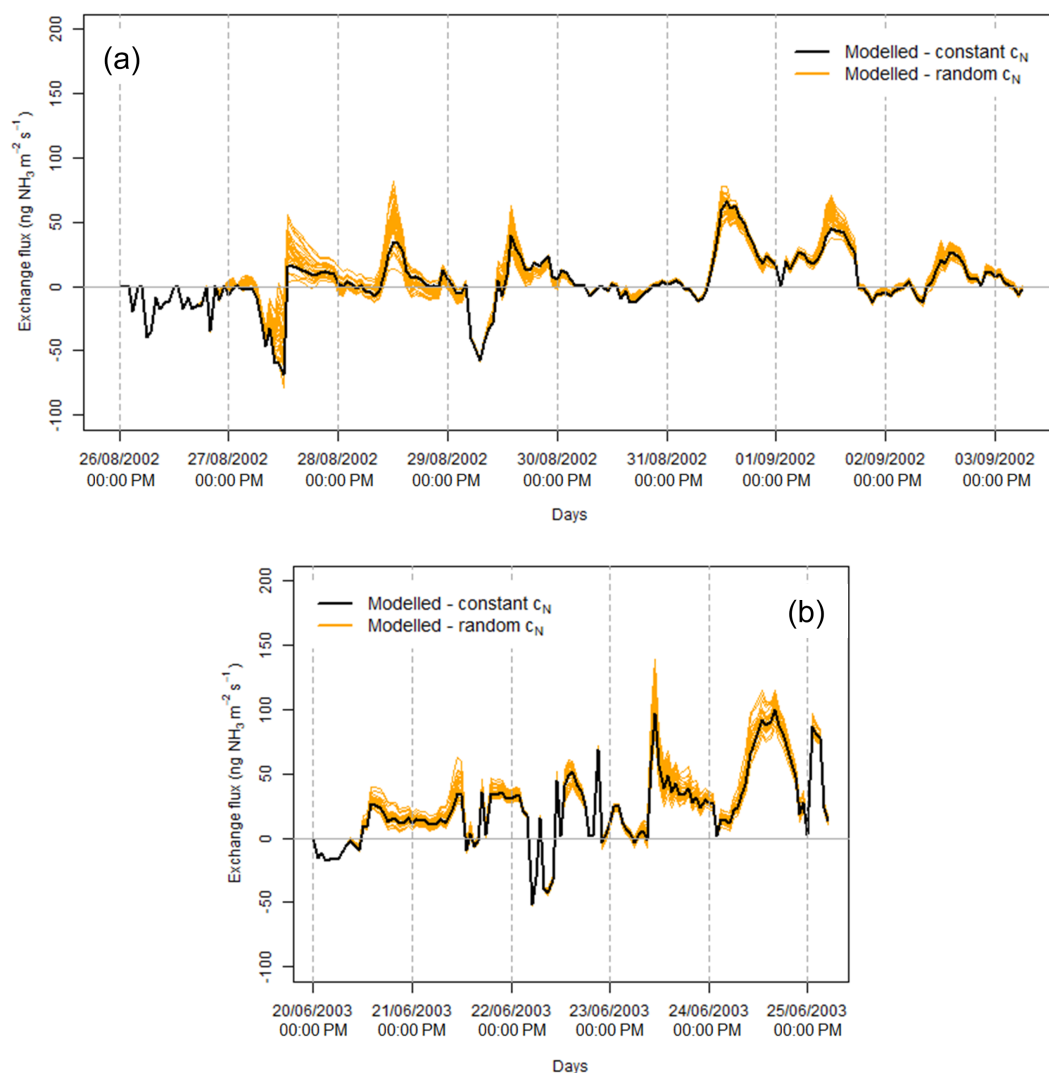 (a)
Modelled - constant cN
Modelled - random cN
Exchange flux (ng NH3 m−2 s−1 )
200
150
100
50
0
-50
-100
26/08/2002 27/08/2002 28/08/2002 29/08/2002 30/08/2002 31/08/2002 01/09/2002 02/09/2002 03/09/2002
00:00 PM 00:00 PM 00:00 PM 00:00 PM 00:00 PM 00:00 PM 00:00 PM 00:00 PM 00:00 PM
Days
Modelled - constant cN
Modelled - random cN
(b)
Exchange flux (ng NH3 m−2 s−1 )
200
150
100
50
0
-50
-100
20/06/2003 21/06/2003 22/06/2003 23/06/2003 24/06/2003 25/06/2003
00:00 PM 00:00 PM 00:00 PM 00:00 PM 00:00 PM 00:00 PM
Days